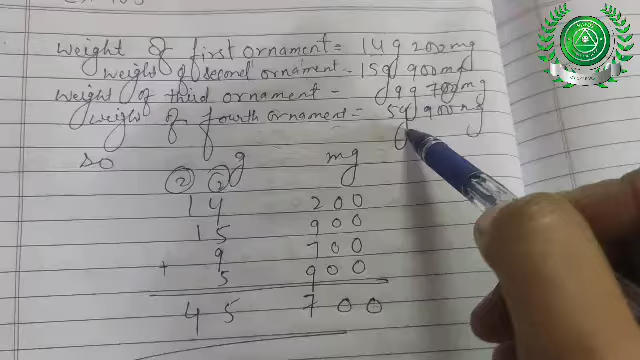 weight of first ornament = 14g 200mg
weight of second ornament = 15g 900mg
weight of third ornament = 9g 700mg
weight of fourth ornament = 5g 900mg
so g mg
2 2
14 200
15 900
9 700
+ 5 900
45 700